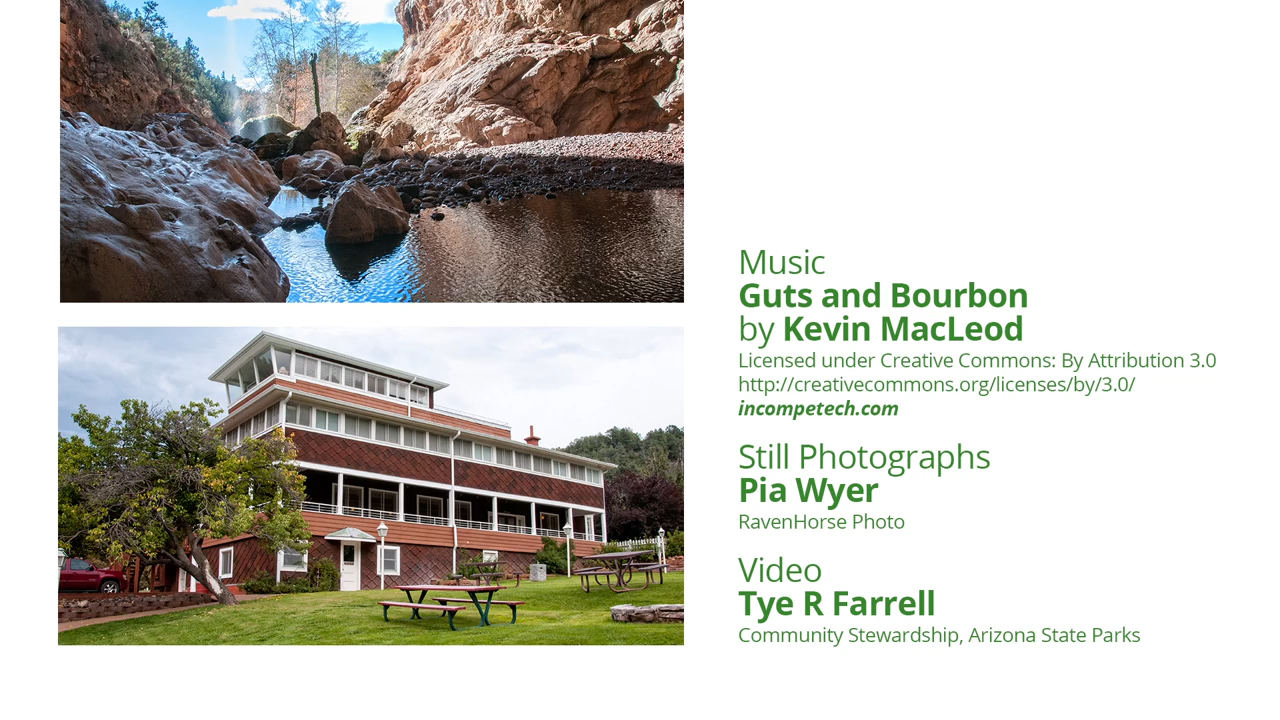 Music
Guts and Bourbon
by Kevin MacLeod
Licensed under Creative Commons: By Attribution 3.0
http://creativecommons.org/licenses/by/3.0/
incompetech.com
Still Photographs
Pia Wyer
RavenHorse Photo
Video
Tye R Farrell
Community Stewardship, Arizona State Parks